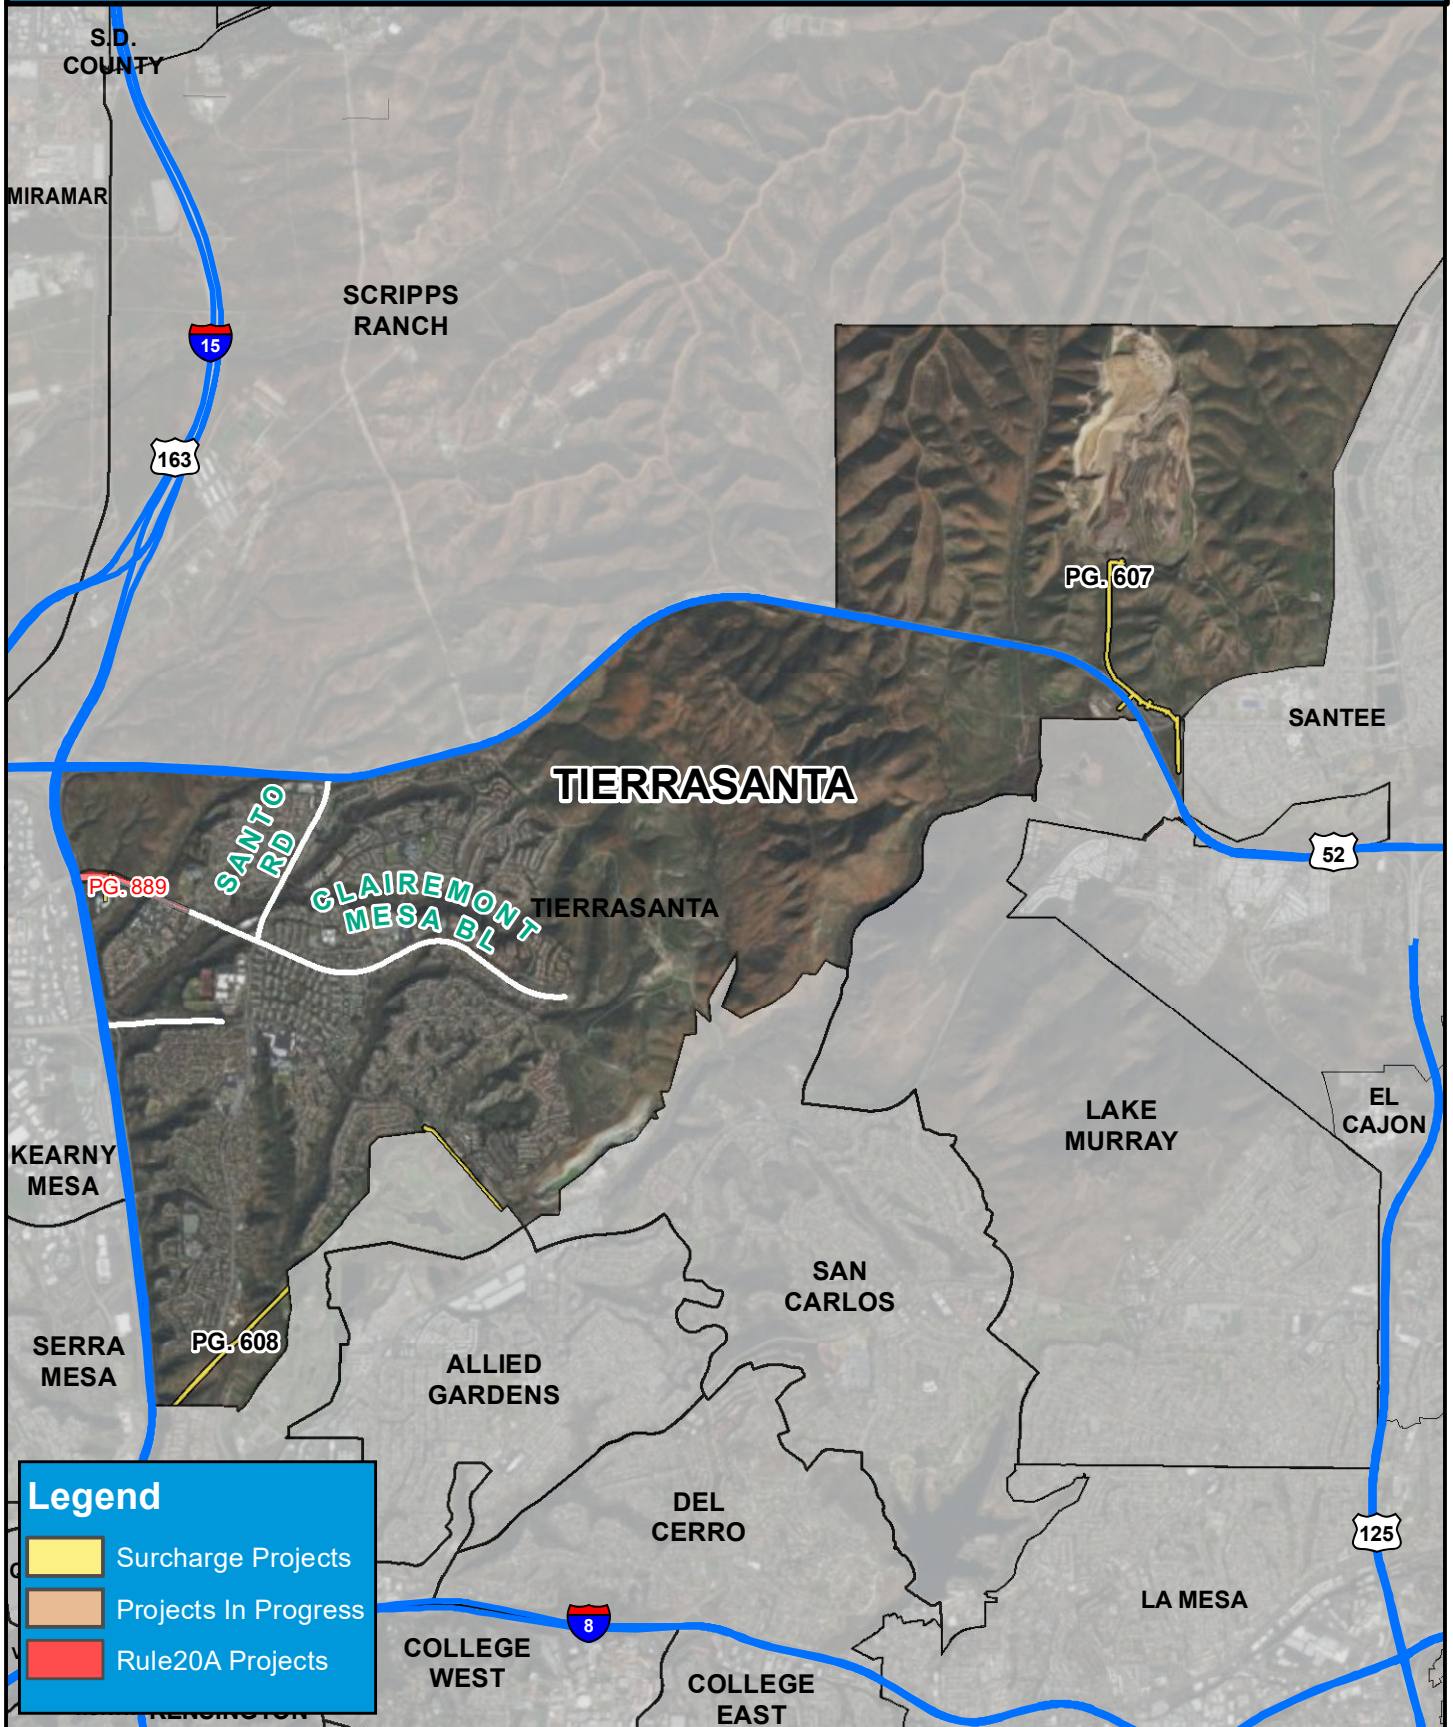 S.D.
COUNTY
MIRAMAR
SCRIPPS
RANCH
15
163
PG. 607
SANTEE
TIERRASANTA
SANTO
RD
52
PG. 889
CLAIREMONT
MESA BL
TIERRASANTA
LAKE
MURRAY
EL
CAJON
KEARNY
MESA
SAN
CARLOS
SERRA
MESA
PG. 608
ALLIED
GARDENS
DEL
CERRO
125
LA MESA
8
COLLEGE
WEST
COLLEGE
EAST
Legend
Surcharge Projects
Projects In Progress
Rule20A Projects
KENSINGTON